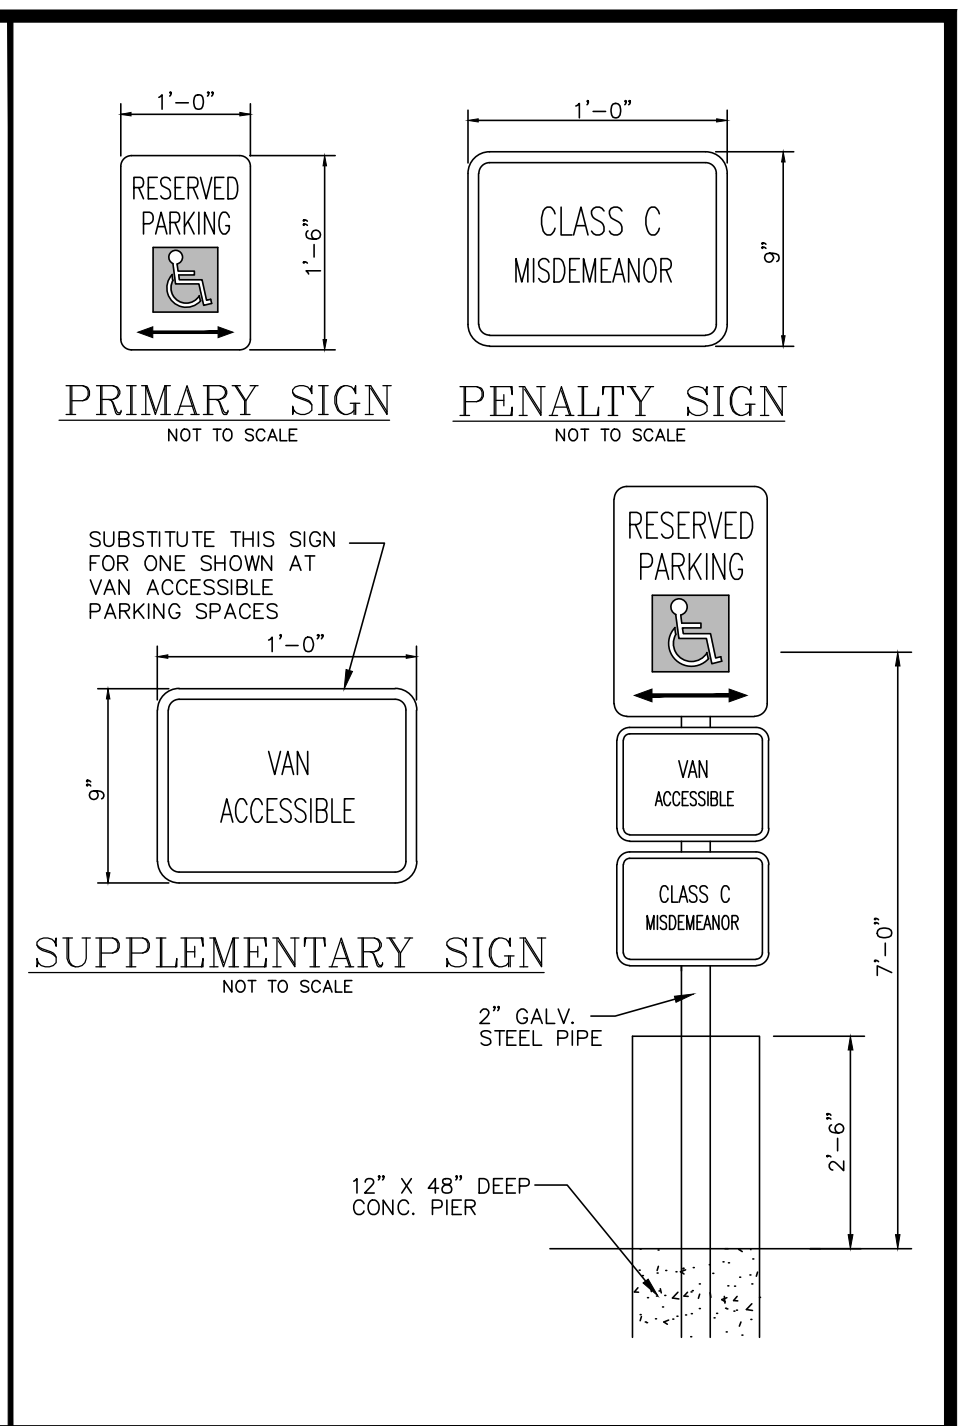 1'-0"
RESERVED
PARKING
1'-6"
PRIMARY SIGN
NOT TO SCALE
1'-0"
CLASS C
MISDEMEANOR
9"
PENALTY SIGN
NOT TO SCALE
SUBSTITUTE THIS SIGN
FOR ONE SHOWN AT
VAN ACCESSIBLE
PARKING SPACES
1'-0"
9"
VAN
ACCESSIBLE
SUPPLEMENTARY SIGN
NOT TO SCALE
RESERVED
PARKING
VAN
ACCESSIBLE
CLASS C
MISDEMEANOR
7'-0"
2" GALV.
STEEL PIPE
2'-6"
12" X 48" DEEP
CONC. PIER